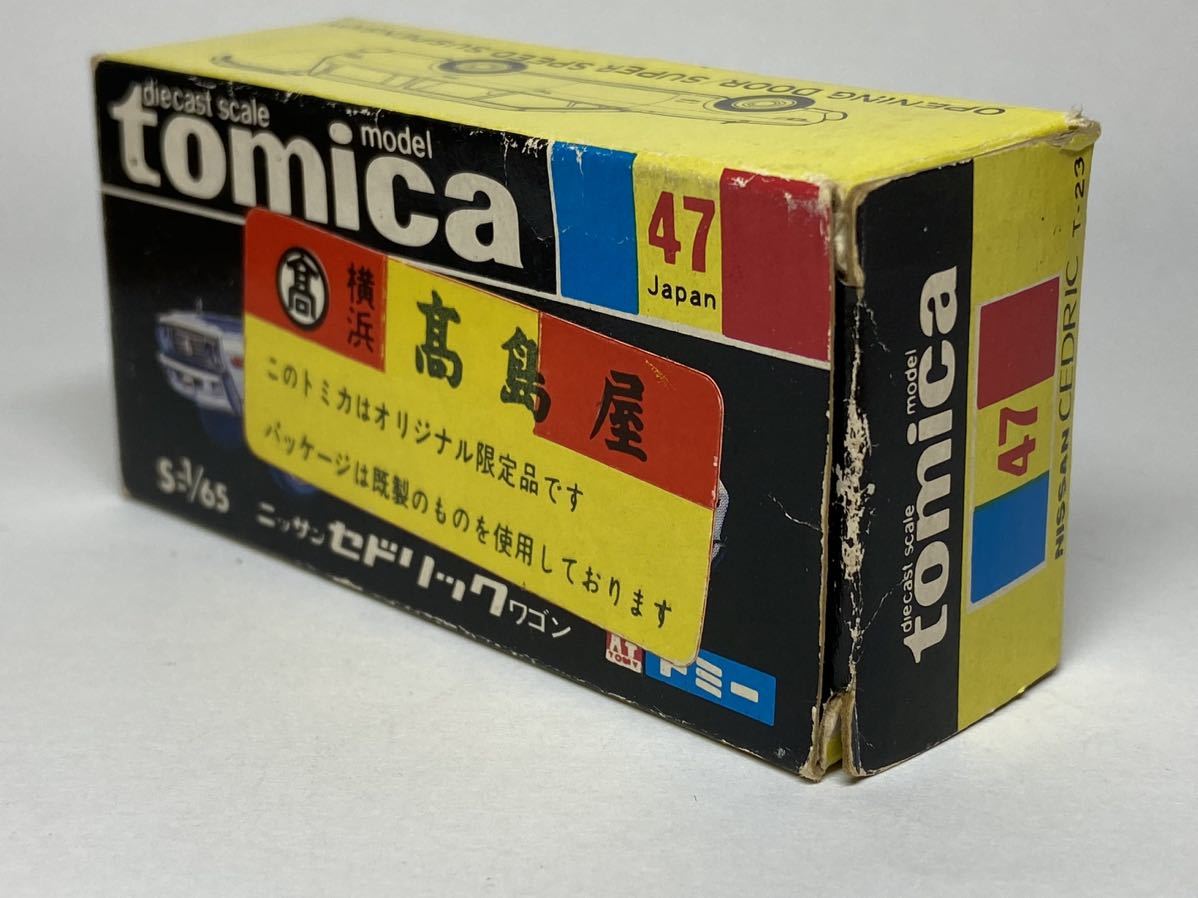 OPENING DOOR SUPER SPEED SUSPENSION
diecast scale
model
tomica
47
Japan
髙 横浜 髙島屋
このトミカはオリジナル限定品です
パッケージは既製のものを使用しております
S=1/65 ニッサン セドリック ワゴン
TOMY トミー
diecast scale model
tomica
47
NISSAN CEDRIC T-23